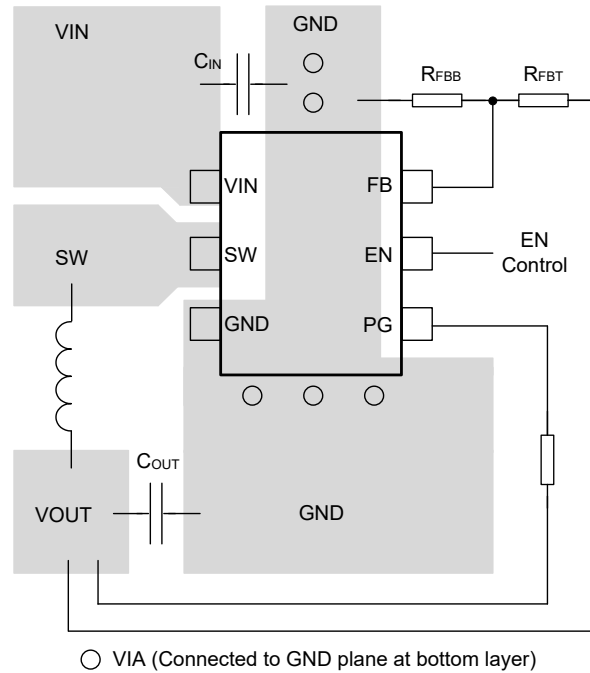 VIN
GND
CIN
RFBB
RFBT
VIN
FB
SW
SW
EN
EN
Control
GND
PG
COUT
VOUT
GND
VIA (Connected to GND plane at bottom layer)